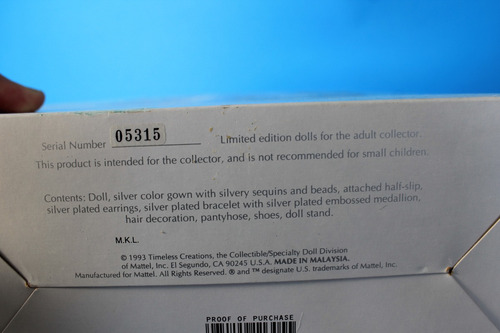 Serial Number 05315 Limited edition dolls for the adult collector.
This product is intended for the collector, and is not recommended for small children.
Contents: Doll, silver color gown with silvery sequins and beads, attached half-slip,
silver plated earrings, silver plated bracelet with silver plated embossed medallion,
hair decoration, pantyhose, shoes, doll stand.
M.K.L.
© 1993 Timeless Creations, the Collectible/Specialty Doll Division
of Mattel, Inc. El Segundo, CA 90245 U.S.A. MADE IN MALAYSIA.
Manufactured for Mattel. All Rights Reserved. ® and ™ designate U.S. trademarks of Mattel, Inc.
PROOF OF PURCHASE